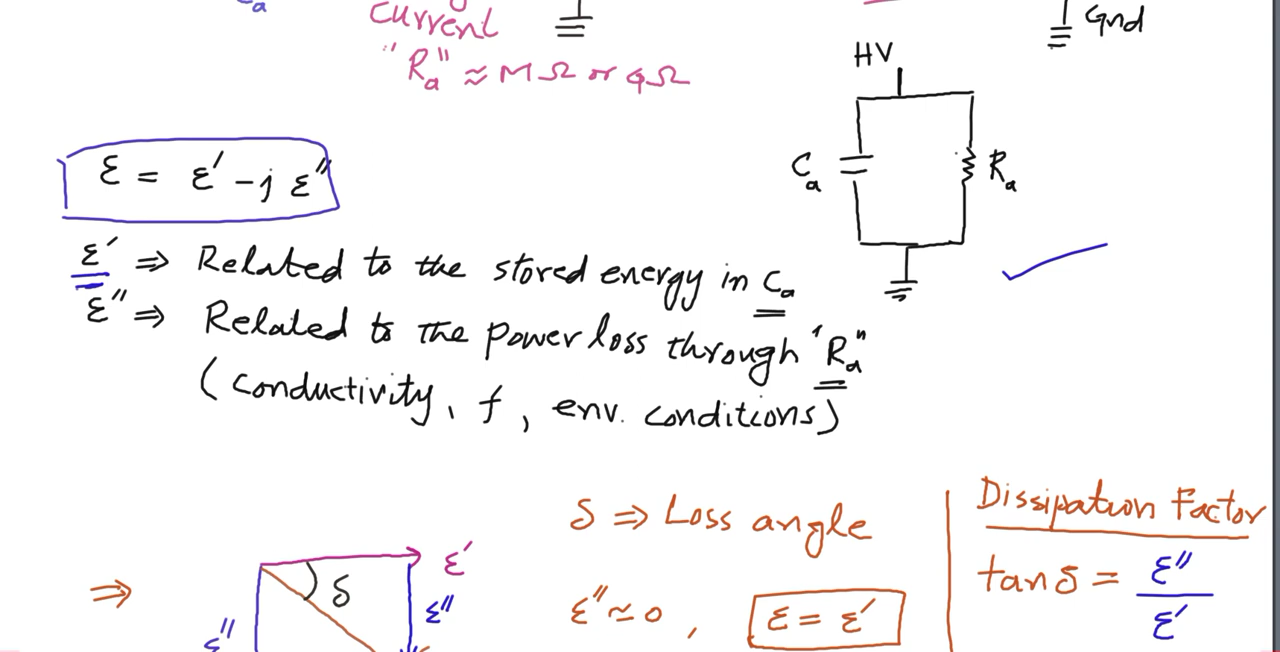 Ca
current
"Ra" ≈ MΩ or GΩ
Gnd
HV
Ca
Ra
ε = ε′ - j ε″
ε′ ⇒ Related to the stored energy in Ca
ε″ ⇒ Related to the power loss through "Ra"
(conductivity, f, env. conditions)
δ ⇒ Loss angle
Dissipation Factor
⇒
ε′
δ
ε″
ε″
ε″ ≈ 0, ε = ε′
tan δ = ε″ / ε′